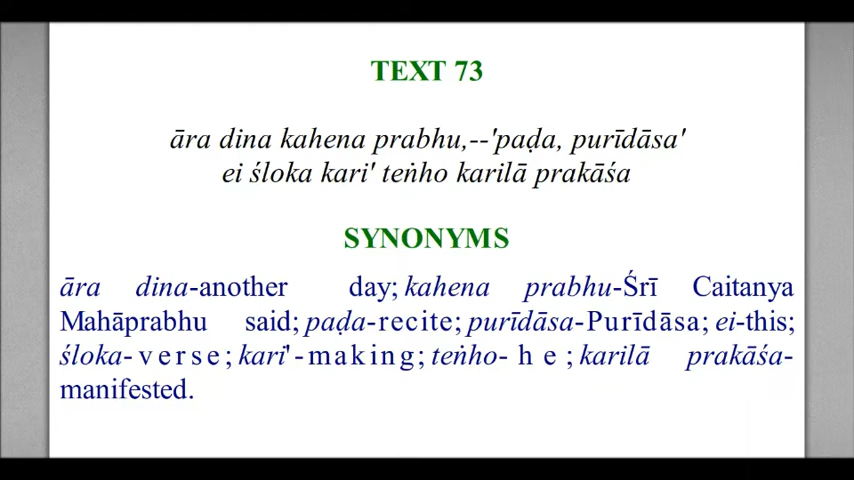 TEXT 73
āra dina kahena prabhu,--'paḍa, purīdāsa'
ei śloka kari' teṅho karilā prakāśa
SYNONYMS
āra dina-another day; kahena prabhu-Śrī Caitanya
Mahāprabhu said; paḍa-recite; purīdāsa-Purīdāsa; ei-this;
śloka-verse; kari'-making; teṅho-he; karilā prakāśa-
manifested.